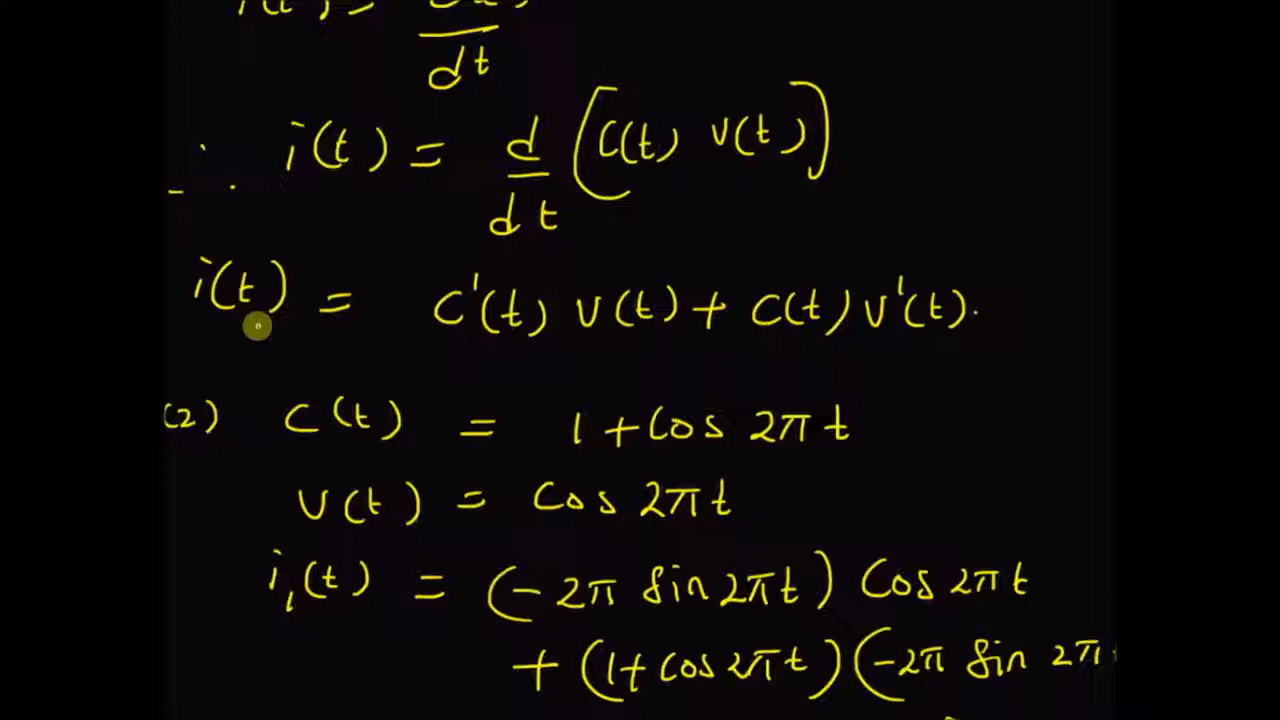 dt
∴ i(t) = d/dt [C(t) v(t)]
i(t) = C'(t) v(t) + C(t) v'(t).
(2) C(t) = 1 + Cos 2π t
v(t) = Cos 2πt
i₁(t) = (-2π Sin 2πt) Cos 2πt
+ (1 + Cos 2πt) (-2π Sin 2π